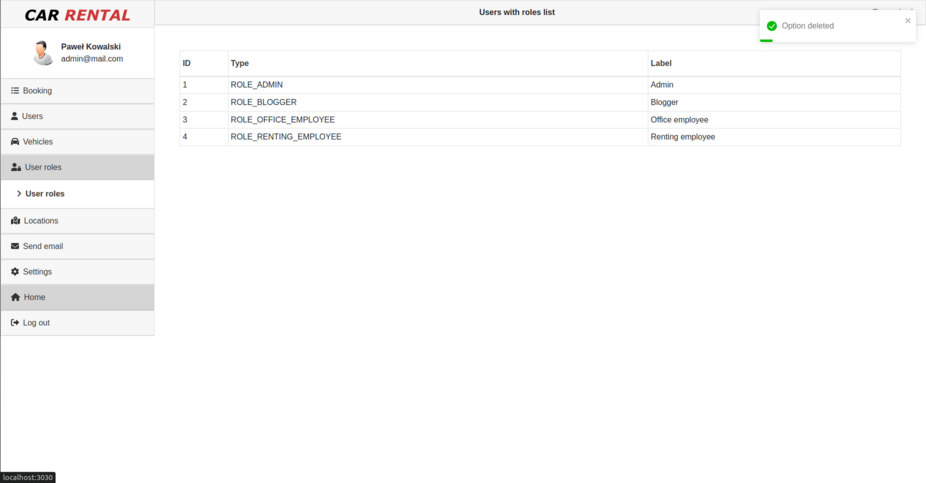 CAR RENTAL
Users with roles list
Option deleted
Paweł Kowalski
admin@mail.com
Booking
Users
Vehicles
User roles
User roles
Locations
Send email
Settings
Home
Log out
ID Type Label
1 ROLE_ADMIN Admin
2 ROLE_BLOGGER Blogger
3 ROLE_OFFICE_EMPLOYEE Office employee
4 ROLE_RENTING_EMPLOYEE Renting employee
localhost:3030